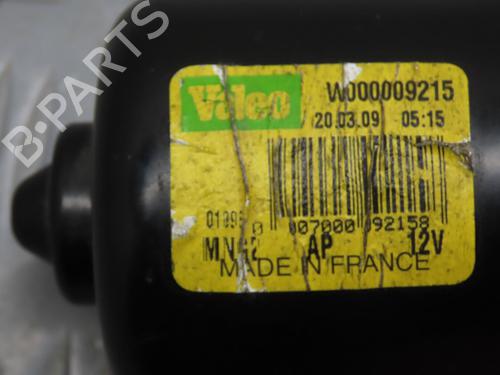 B-PARTS
Valeo
W000009215
20.03.09 05:15
007000 092158
AP 12V
MADE IN FRANCE